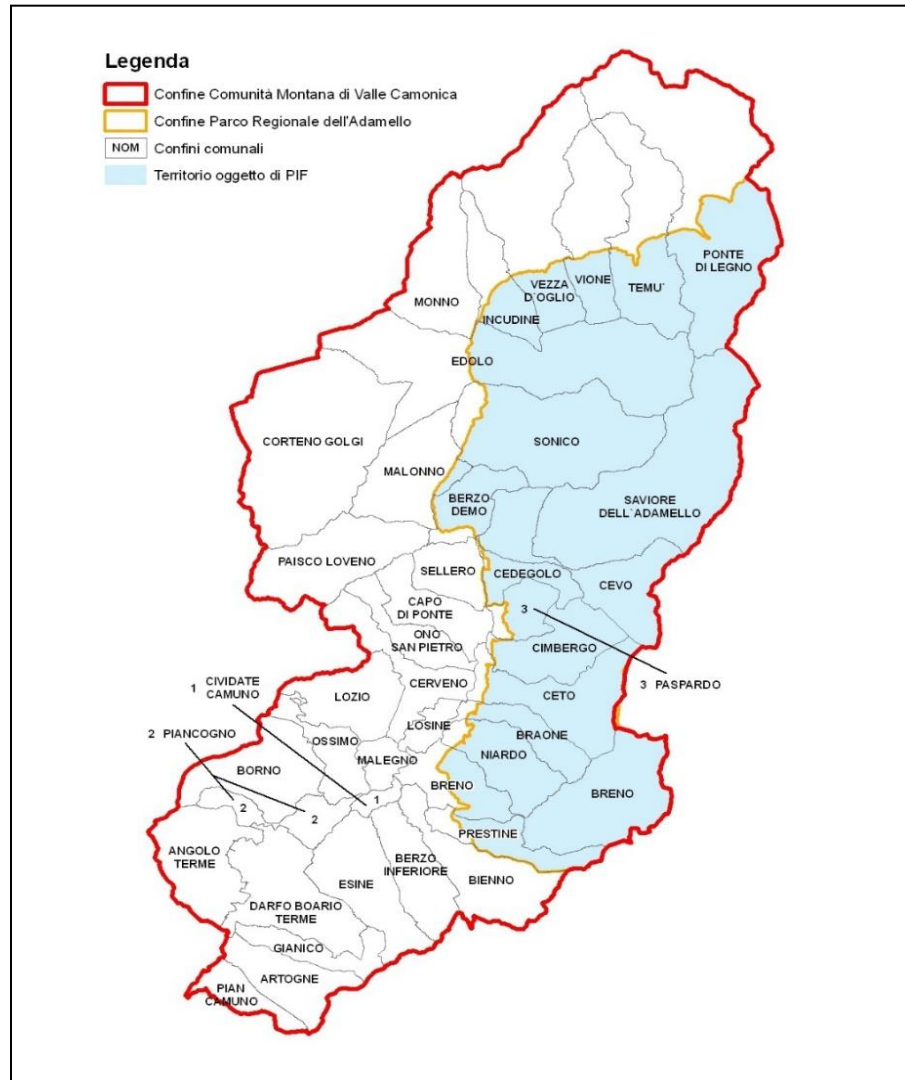 Legenda
Confine Comunità Montana di Valle Camonica
Confine Parco Regionale dell'Adamello
NOM Confini comunali
Territorio oggetto di PIF
PONTE
DI LEGNO
VEZZA
D'OGLIO
VIONE
TEMU'
MONNO
INCUDINE
EDOLO
CORTENO GOLGI
SONICO
MALONNO
BERZO
DEMO
SAVIORE
DELL'ADAMELLO
PAISCO LOVENO
SELLERO
CEDEGOLO
CEVO
CAPO
DI PONTE
3
ONO
SAN PIETRO
CIMBERGO
3 PASPARDO
1 CIVIDATE
CAMUNO
LOZIO
CERVENO
CETO
LOSINE
2 PIANCOGNO
OSSIMO
BRAONE
MALEGNO
NIARDO
BORNO
BRENO
BRENO
2
2
1
PRESTINE
ANGOLO
TERME
BERZO
INFERIORE
ESINE
BIENNO
DARFO BOARIO
TERME
GIANICO
ARTOGNE
PIAN
CAMUNO